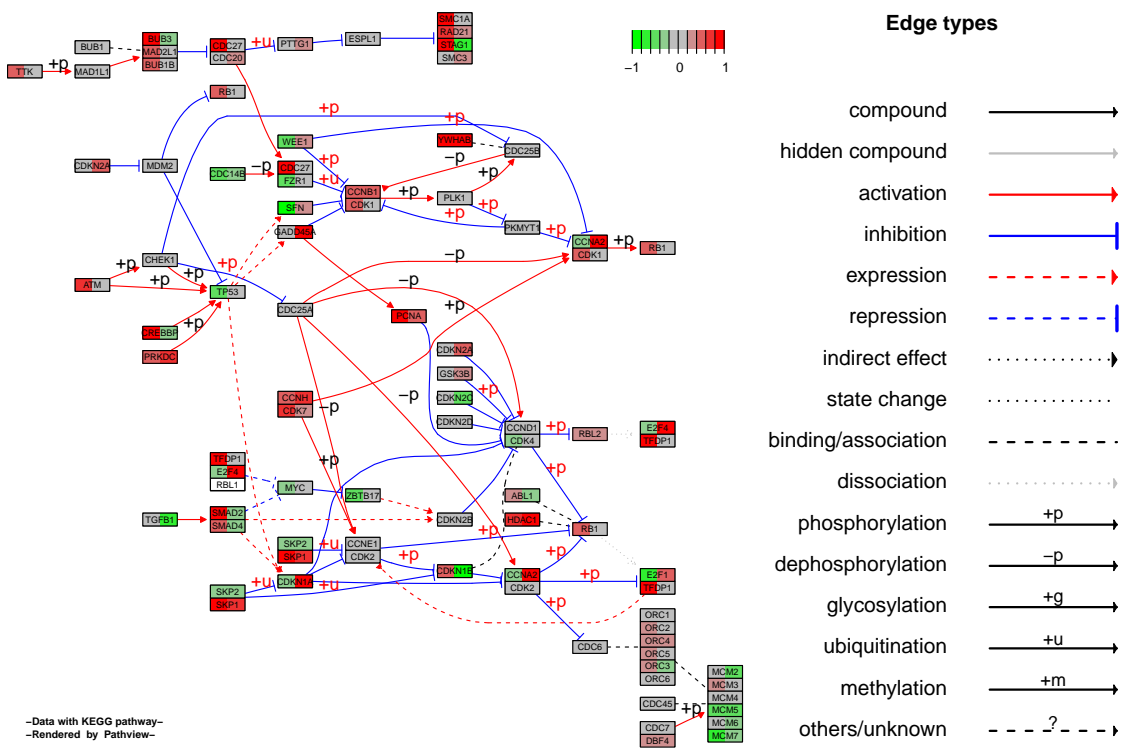 Edge types
compound
hidden compound
activation
inhibition
expression
repression
indirect effect
state change
binding/association
dissociation
phosphorylation +p
dephosphorylation −p
glycosylation +g
ubiquitination +u
methylation +m
others/unknown ?
−1 0 1
BUB1
TTK
+p
MAD1L1
BUB3
MAD2L1
BUB1B
CDC27
CDC20
+u
PTTG1
ESPL1
SMC1A
RAD21
STAG1
SMC3
RB1
+p
+p
CDKN2A
MDM2
WEE1
YWHAB
CDC25B
CDC14B
−p
CDC27
FZR1
+p
+u
−p
CCNB1
CDK1
+p
PLK1
+p
+p
SFN
GADD45A
PKMYT1
+p
CCNA2
CDK1
+p
RB1
CHEK1
+p
+p
+p
−p
ATM
+p
TP53
CDC25A
−p
CREBBP
+p
PRKDC
PCNA
CDKN2A
GSK3B
+p
CCNH
CDK7
−p
−p
CDKN2C
CDKN2D
CCND1
CDK4
+p
RBL2
E2F4
TFDP1
TFDP1
E2F4
RBL1
+p
+p
MYC
ZBTB17
ABL1
TGFB1
SMAD2
SMAD4
CDKN2B
HDAC1
RB1
SKP2
SKP1
+u
CCNE1
CDK2
+p
+p
CDKN1A
+u
+u
CDKN1B
CCNA2
CDK2
+p
E2F1
TFDP1
SKP2
SKP1
+p
CDC6
ORC1
ORC2
ORC4
ORC5
ORC3
ORC6
MCM2
MCM3
MCM4
MCM5
MCM6
MCM7
CDC45
+p
CDC7
DBF4
−Data with KEGG pathway−
−Rendered by Pathview−